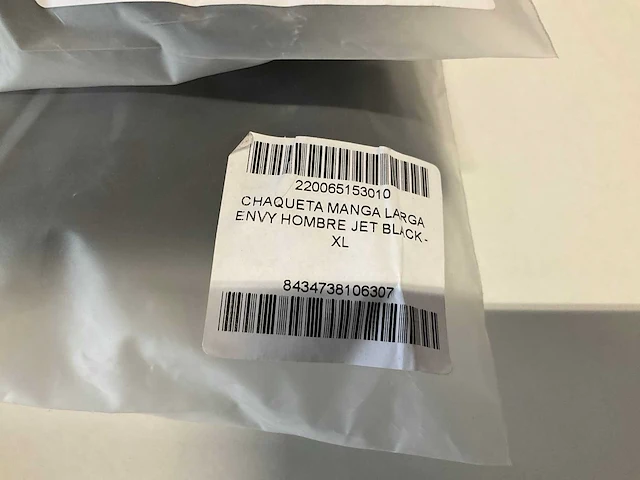 220065153010
CHAQUETA MANGA LARGA
ENVY HOMBRE JET BLACK-
XL
8434738106307